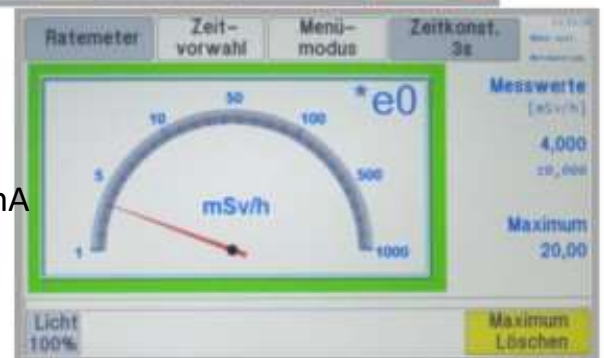 Ratemeter
Zeit-
vorwahl
Menü-
modus
Zeitkonst.
3s
*e0
Messwerte
[mSv/h]
4,000
±0,000
Maximum
20,00
1
5
10
50
100
500
1000
mSv/h
mA
Licht
100%
Maximum
Löschen